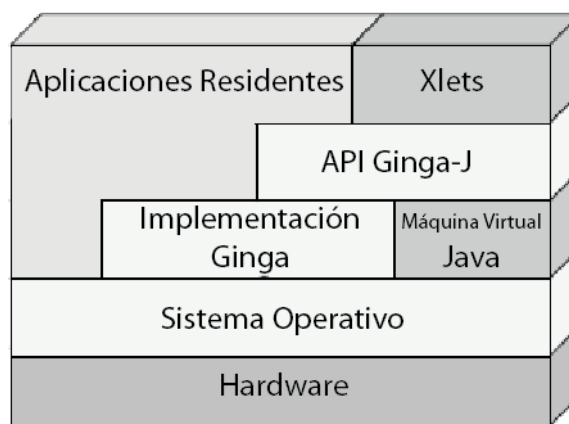 Aplicaciones Residentes
Xlets
API Ginga-J
Implementación
Ginga
Máquina Virtual
Java
Sistema Operativo
Hardware